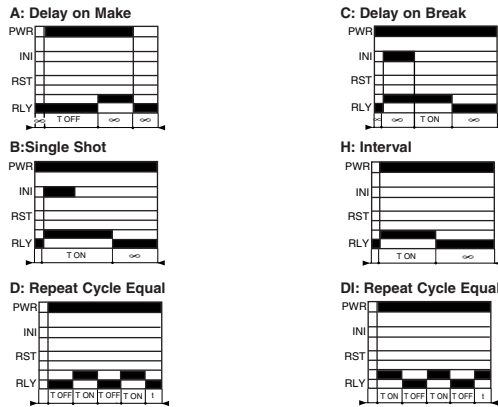 A: Delay on Make
PWR
INI
RST
RLY
∞ T OFF ∞ ∞
C: Delay on Break
PWR
INI
RST
RLY
∞ ∞ T ON ∞
B:Single Shot
PWR
INI
RST
RLY
T ON ∞
H: Interval
PWR
INI
RST
RLY
T ON ∞
D: Repeat Cycle Equal
PWR
INI
RST
RLY
T OFF T ON T OFF T ON t
DI: Repeat Cycle Equal
PWR
INI
RST
RLY
T ON T OFF T ON T OFF t